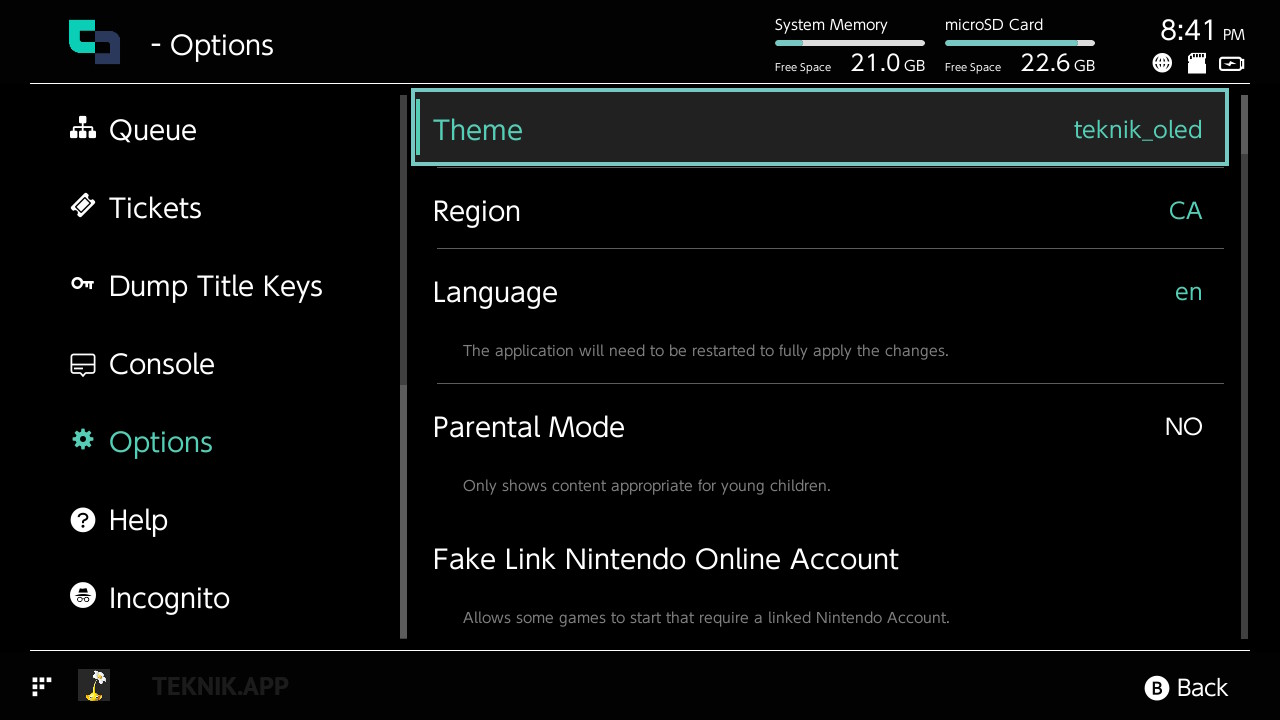 - Options
System Memory
Free Space 21.0 GB
microSD Card
Free Space 22.6 GB
8:41 PM
Queue
Tickets
Dump Title Keys
Console
Options
Help
Incognito
Theme teknik_oled
Region CA
Language en
The application will need to be restarted to fully apply the changes.
Parental Mode NO
Only shows content appropriate for young children.
Fake Link Nintendo Online Account
Allows some games to start that require a linked Nintendo Account.
TEKNIK.APP
B Back